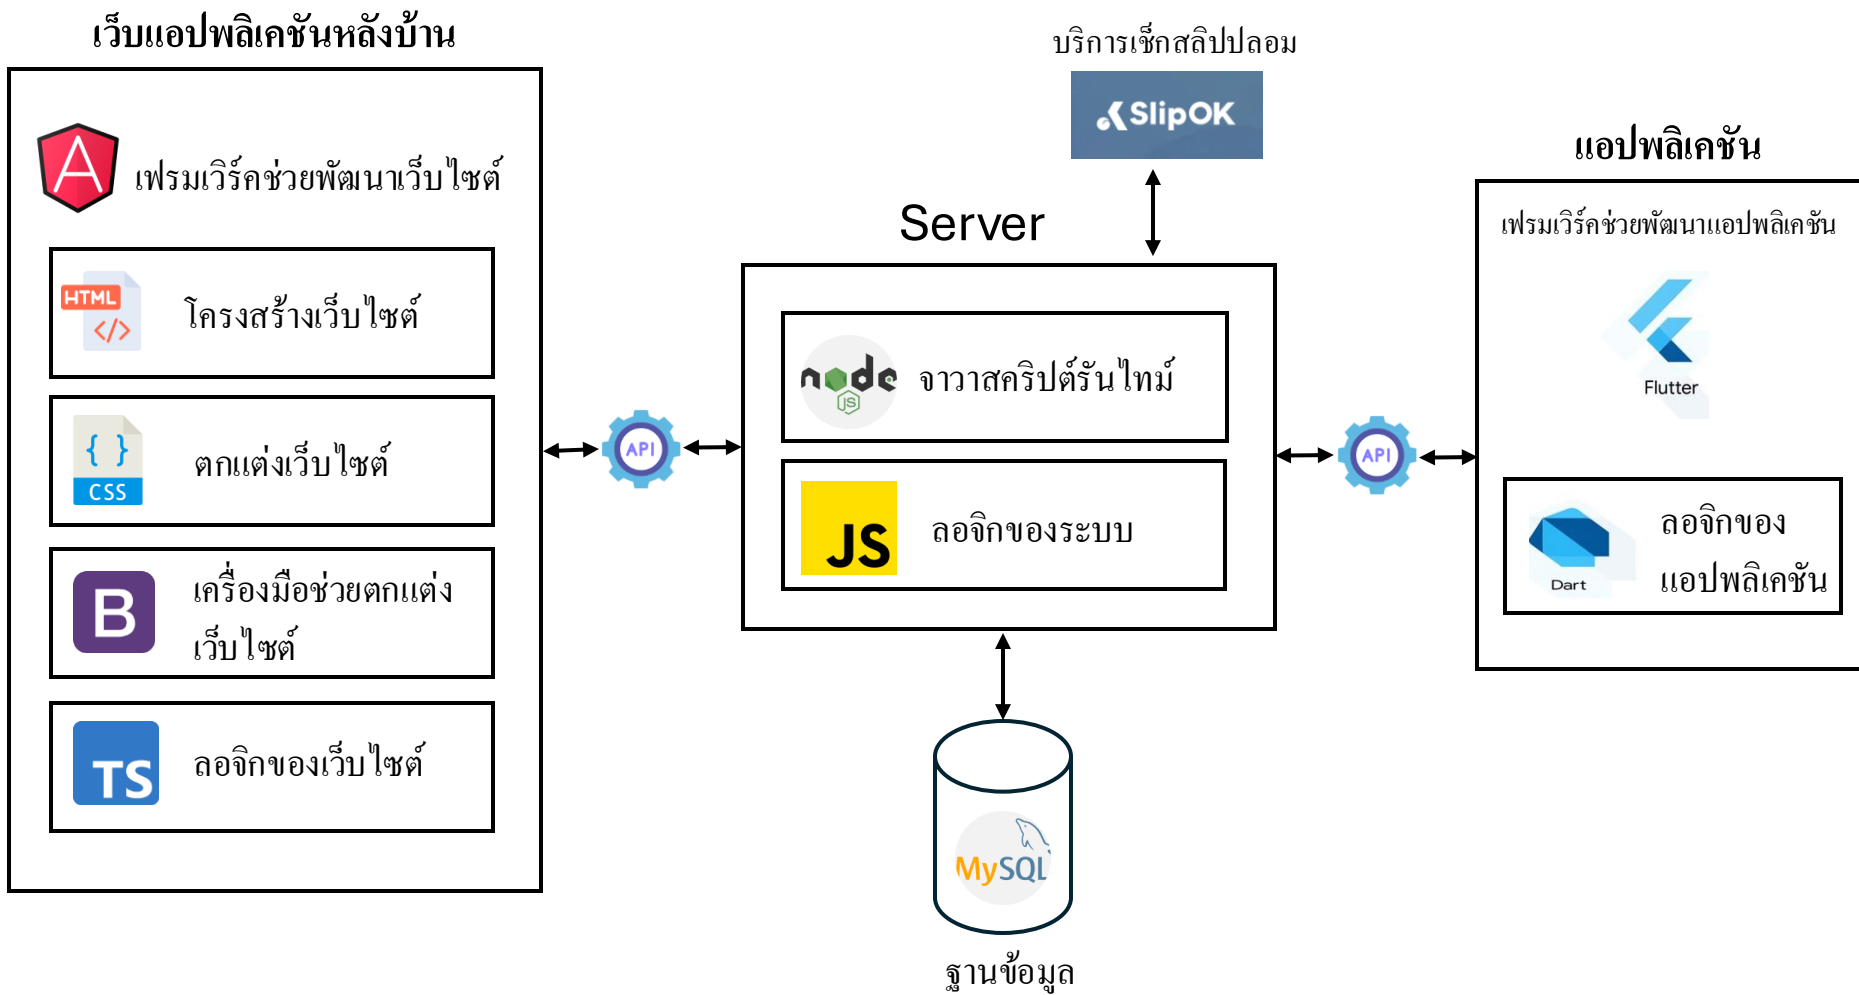 เว็บแอปพลิเคชันหลังบ้าน
เฟรมเวิร์คช่วยพัฒนาเว็บไซต์
HTML
</>
โครงสร้างเว็บไซต์
{ }
CSS
ตกแต่งเว็บไซต์
B
เครื่องมือช่วยตกแต่ง
เว็บไซต์
TS
ลอจิกของเว็บไซต์
API
บริการเช็กสลิปปลอม
SlipOK
Server
node
JS
จาวาสคริปต์รันไทม์
JS
ลอจิกของระบบ
MySQL
ฐานข้อมูล
API
แอปพลิเคชัน
เฟรมเวิร์คช่วยพัฒนาแอปพลิเคชัน
Flutter
Dart
ลอจิกของ
แอปพลิเคชัน